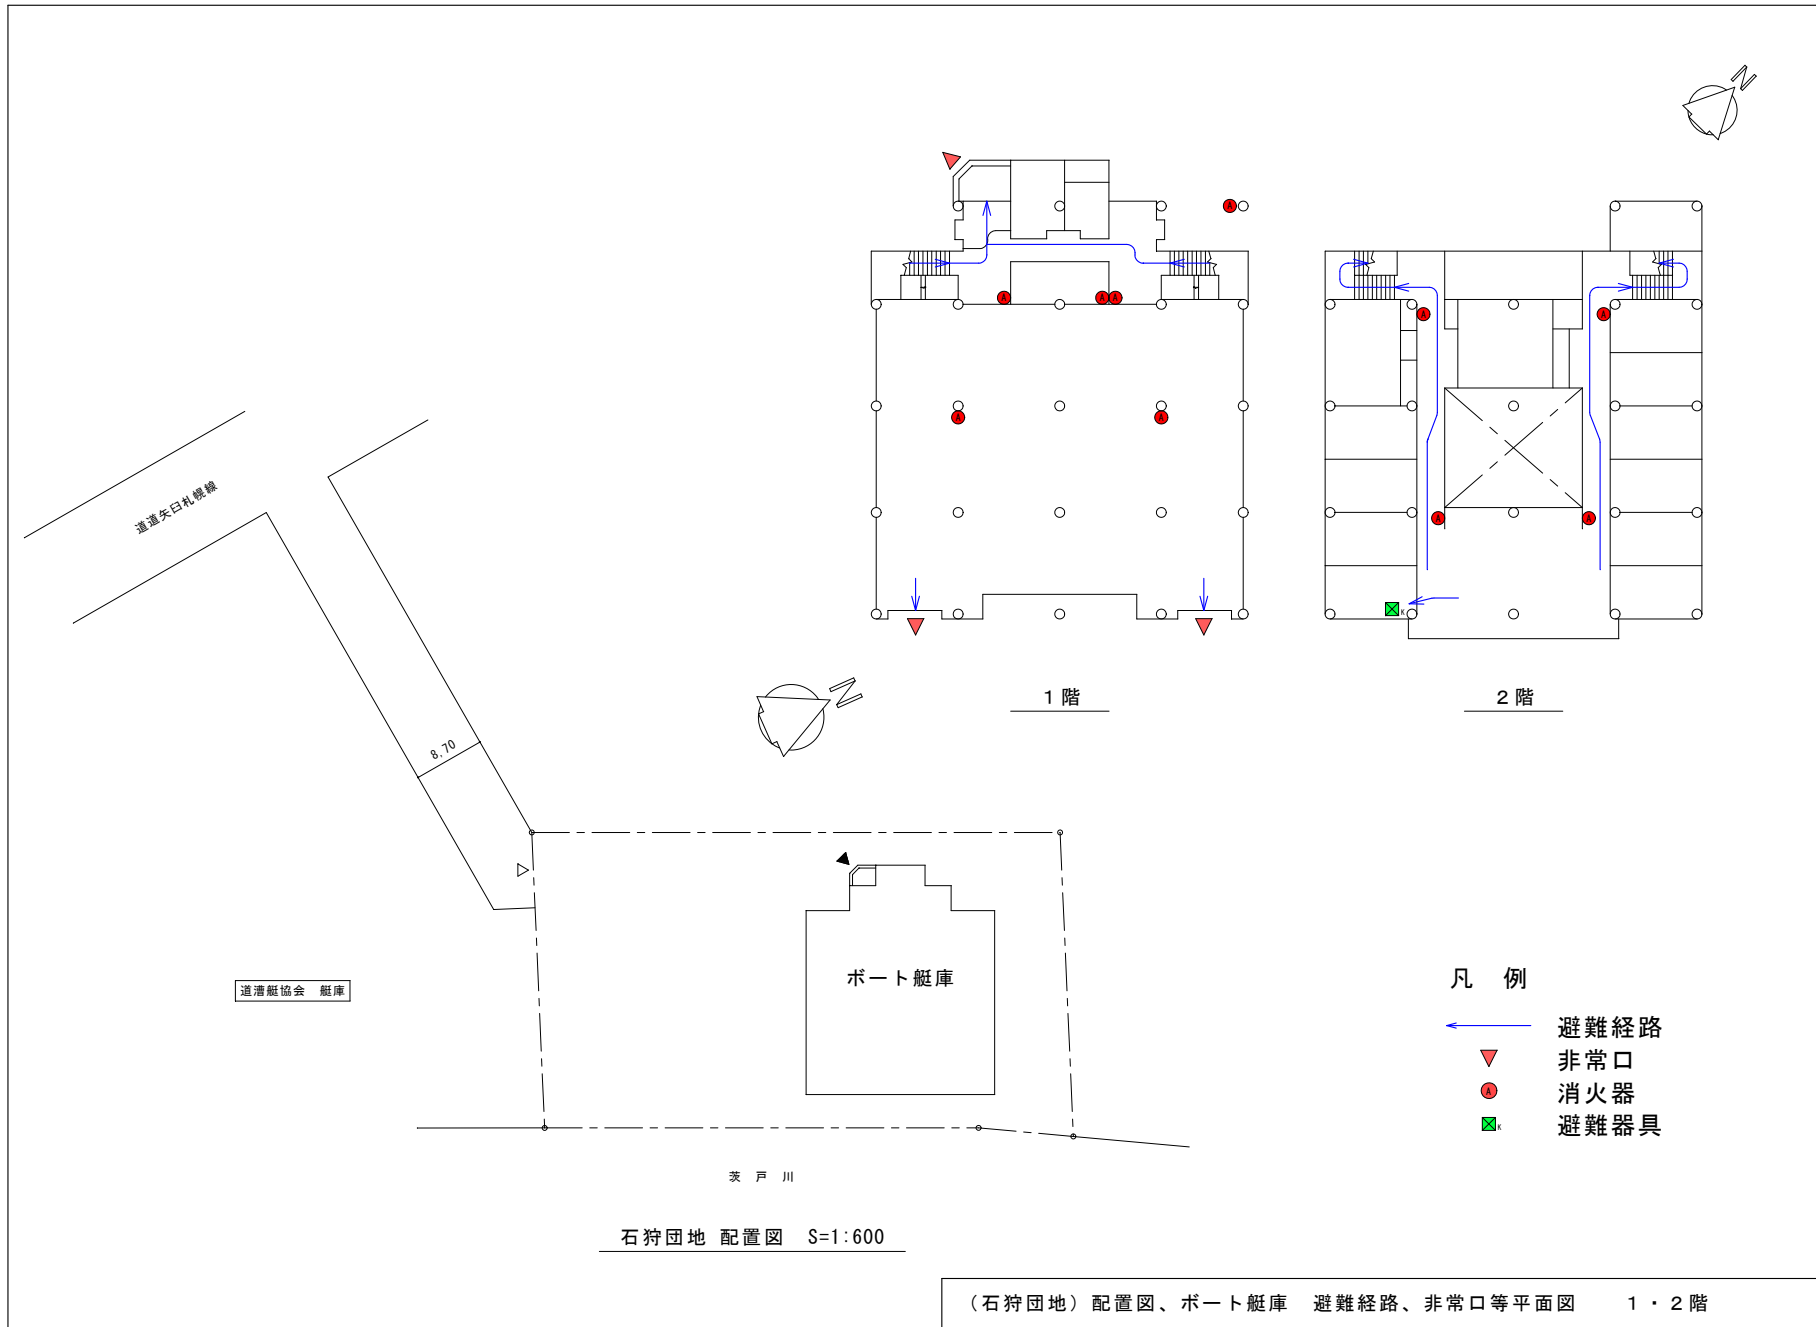 N
A
A
A
A
A
A
A
A
A
A
K
1階
2階
道道矢臼札幌線
N
8.70
ボート艇庫
道漕艇協会 艇庫
凡 例
避難経路
非常口
A 消火器
K 避難器具
茨 戸 川
石狩団地 配置図 S=1:600
(石狩団地)配置図、ボート艇庫 避難経路、非常口等平面図 1・2階